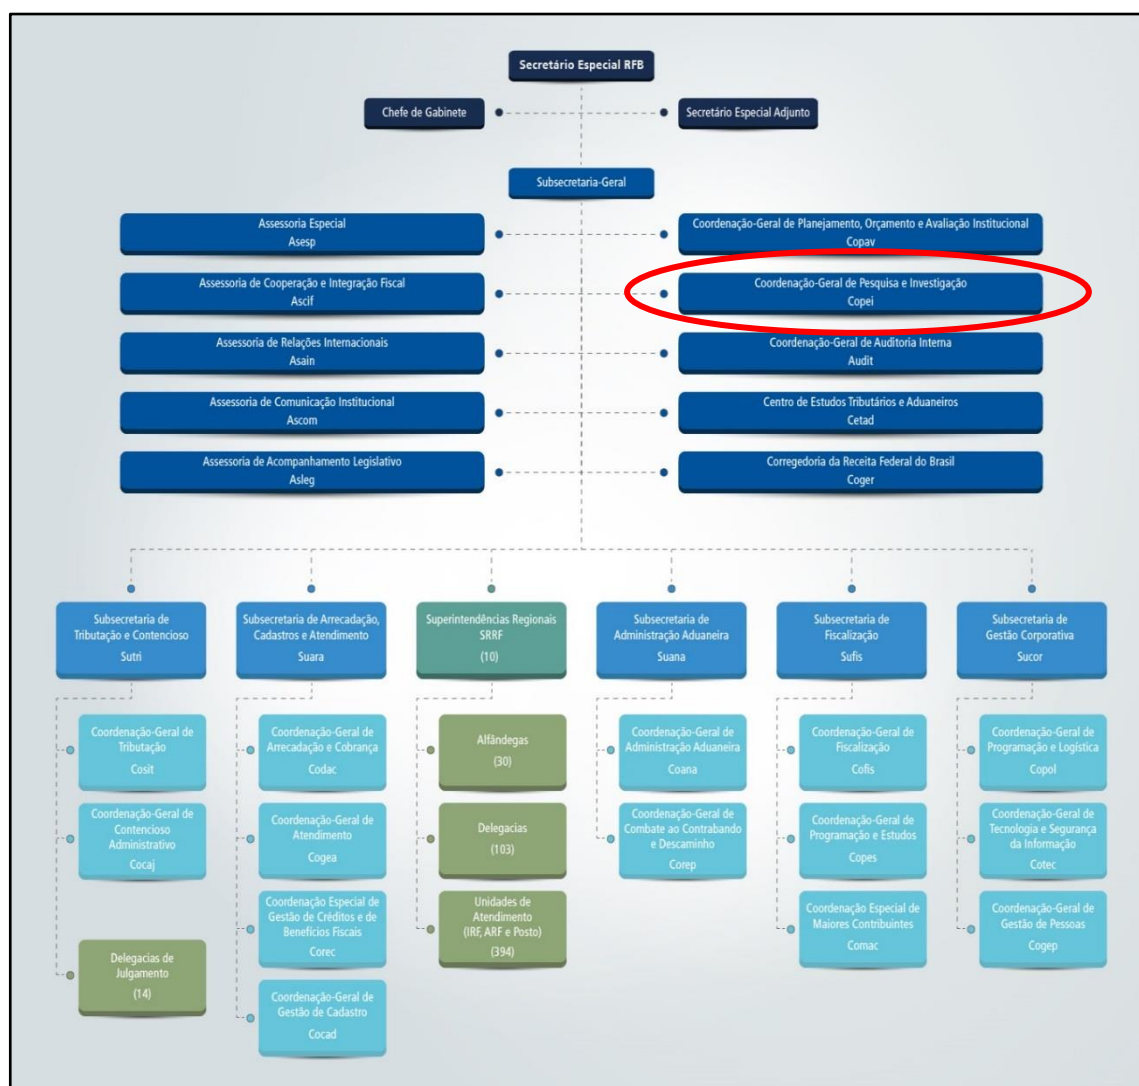 Secretário Especial RFB
Chefe de Gabinete
Secretário Especial Adjunto
Subsecretaria-Geral
Assessoria Especial
Asesp
Coordenação-Geral de Planejamento, Orçamento e Avaliação Institucional
Copav
Assessoria de Cooperação e Integração Fiscal
Ascif
Coordenação-Geral de Pesquisa e Investigação
Copei
Assessoria de Relações Internacionais
Asain
Coordenação-Geral de Auditoria Interna
Audit
Assessoria de Comunicação Institucional
Ascom
Centro de Estudos Tributários e Aduaneiros
Cetad
Assessoria de Acompanhamento Legislativo
Asleg
Corregedoria da Receita Federal do Brasil
Coger
Subsecretaria de
Tributação e Contencioso
Sutri
Subsecretaria de Arrecadação,
Cadastros e Atendimento
Suara
Superintendências Regionais
SRRF
(10)
Subsecretaria de
Administração Aduaneira
Suana
Subsecretaria de
Fiscalização
Sufis
Subsecretaria de
Gestão Corporativa
Sucor
Coordenação-Geral de
Tributação
Cosit
Coordenação-Geral de
Arrecadação e Cobrança
Codac
Alfândegas
(30)
Coordenação-Geral de
Administração Aduaneira
Coana
Coordenação-Geral de
Fiscalização
Cofis
Coordenação-Geral de
Programação e Logística
Copol
Coordenação-Geral de
Contencioso
Administrativo
Cocaj
Coordenação-Geral de
Atendimento
Cogea
Delegacias
(103)
Coordenação-Geral de
Combate ao Contrabando
e Descaminho
Corep
Coordenação-Geral de
Programação e Estudos
Copes
Coordenação-Geral de
Tecnologia e Segurança
da Informação
Cotec
Coordenação Especial de
Gestão de Créditos e de
Benefícios Fiscais
Corec
Unidades de
Atendimento
(IRF, ARF e Posto)
(394)
Coordenação Especial de
Maiores Contribuintes
Comac
Coordenação-Geral de
Gestão de Pessoas
Cogep
Delegacias de
Julgamento
(14)
Coordenação-Geral de
Gestão de Cadastro
Cocad